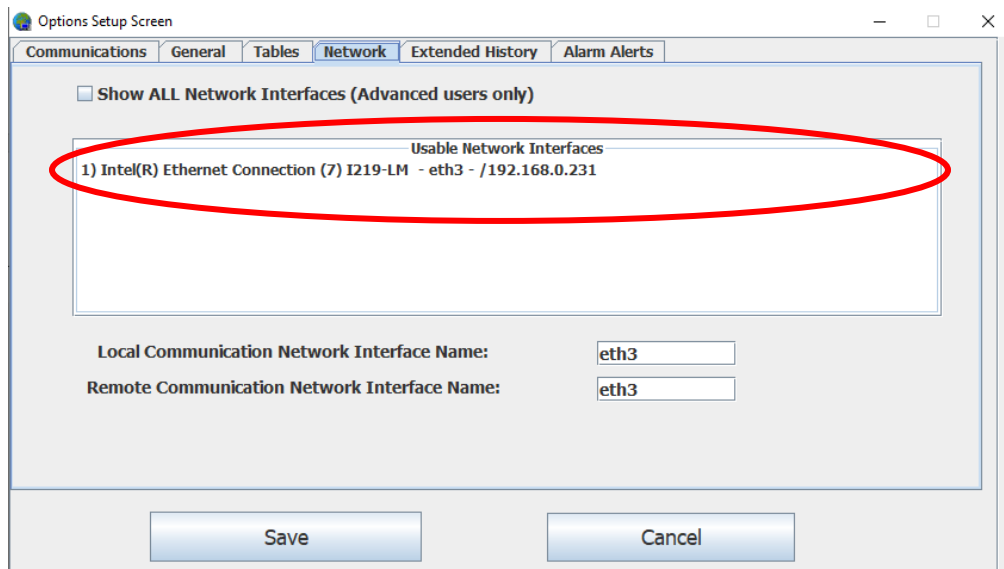 Options Setup Screen
Communications General Tables Network Extended History Alarm Alerts
Show ALL Network Interfaces (Advanced users only)
Usable Network Interfaces
1) Intel(R) Ethernet Connection (7) I219-LM - eth3 - /192.168.0.231
Local Communication Network Interface Name: eth3
Remote Communication Network Interface Name: eth3
Save Cancel